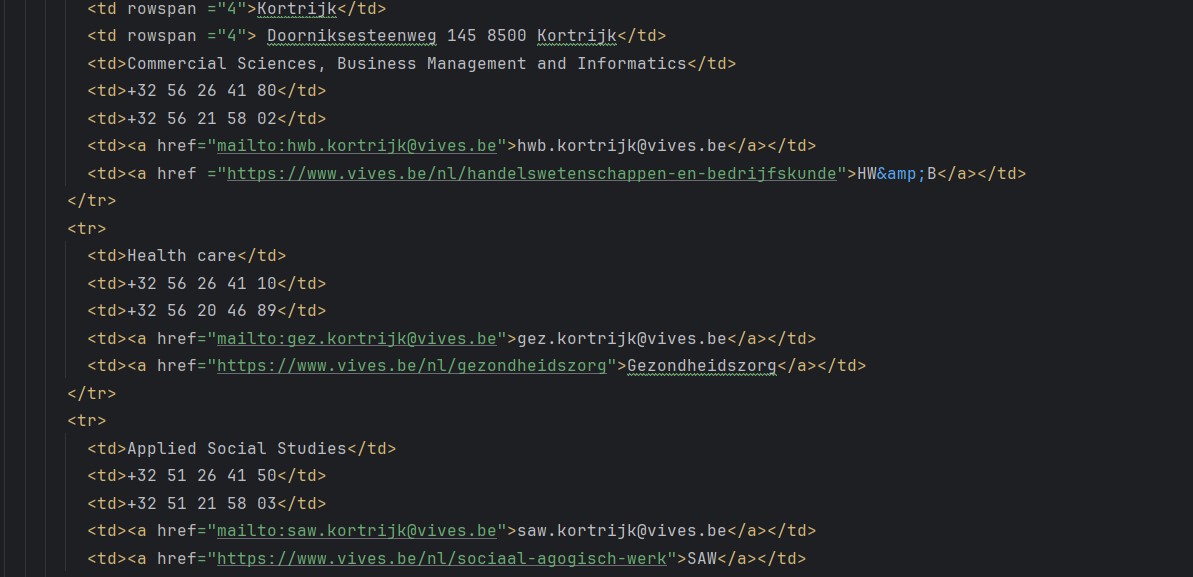 <td rowspan ="4">Kortrijk</td>
<td rowspan ="4"> Doorniksesteenweg 145 8500 Kortrijk</td>
<td>Commercial Sciences, Business Management and Informatics</td>
<td>+32 56 26 41 80</td>
<td>+32 56 21 58 02</td>
<td><a href="mailto:hwb.kortrijk@vives.be">hwb.kortrijk@vives.be</a></td>
<td><a href ="https://www.vives.be/nl/handelswetenschappen-en-bedrijfskunde">HW&amp;B</a></td>
</tr>
<tr>
<td>Health care</td>
<td>+32 56 26 41 10</td>
<td>+32 56 20 46 89</td>
<td><a href="mailto:gez.kortrijk@vives.be">gez.kortrijk@vives.be</a></td>
<td><a href="https://www.vives.be/nl/gezondheidszorg">Gezondheidszorg</a></td>
</tr>
<tr>
<td>Applied Social Studies</td>
<td>+32 51 26 41 50</td>
<td>+32 51 21 58 03</td>
<td><a href="mailto:saw.kortrijk@vives.be">saw.kortrijk@vives.be</a></td>
<td><a href="https://www.vives.be/nl/sociaal-agogisch-werk">SAW</a></td>